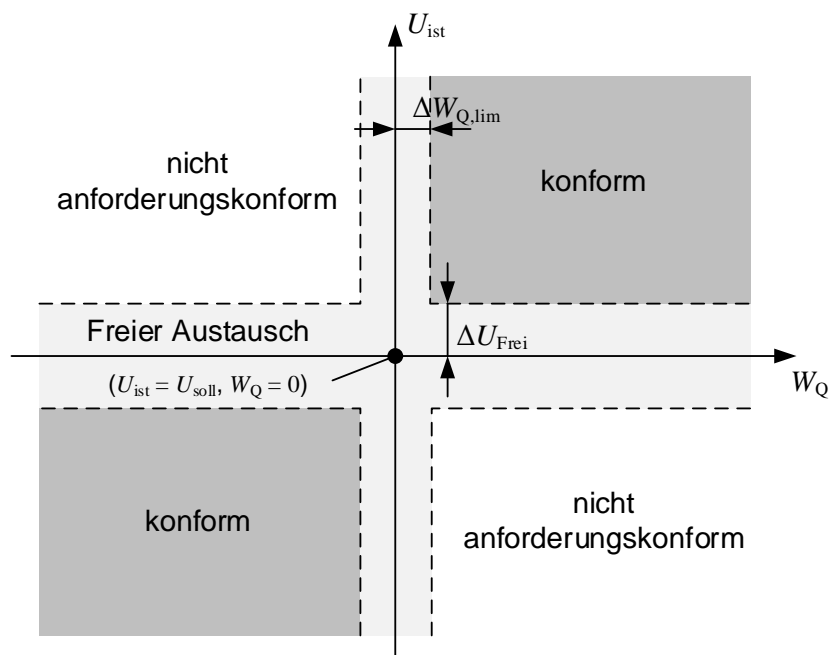 U_ist
ΔW_Q,lim
nicht
anforderungskonform
konform
Freier Austausch
ΔU_Frei
(U_ist = U_soll, W_Q = 0)
W_Q
konform
nicht
anforderungskonform